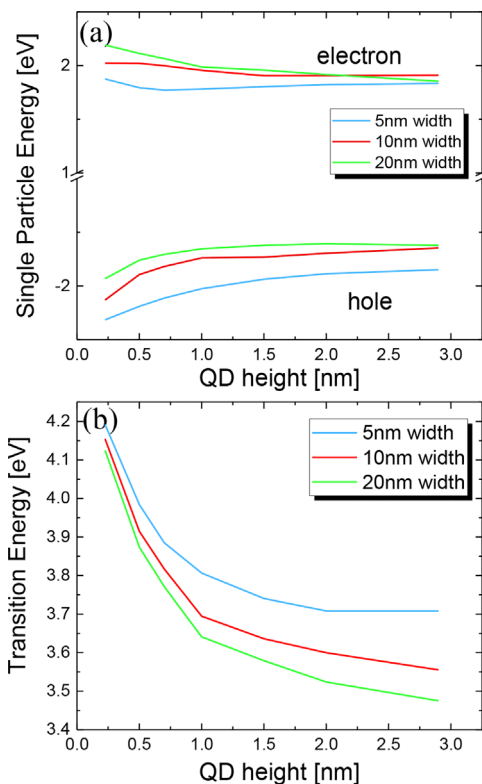 (a)
electron
5nm width
10nm width
20nm width
hole
Single Particle Energy [eV]
2
1
-2
0.0 0.5 1.0 1.5 2.0 2.5 3.0
QD height [nm]
(b)
5nm width
10nm width
20nm width
Transition Energy [eV]
4.2
4.1
4.0
3.9
3.8
3.7
3.6
3.5
3.4
0.0 0.5 1.0 1.5 2.0 2.5 3.0
QD height [nm]